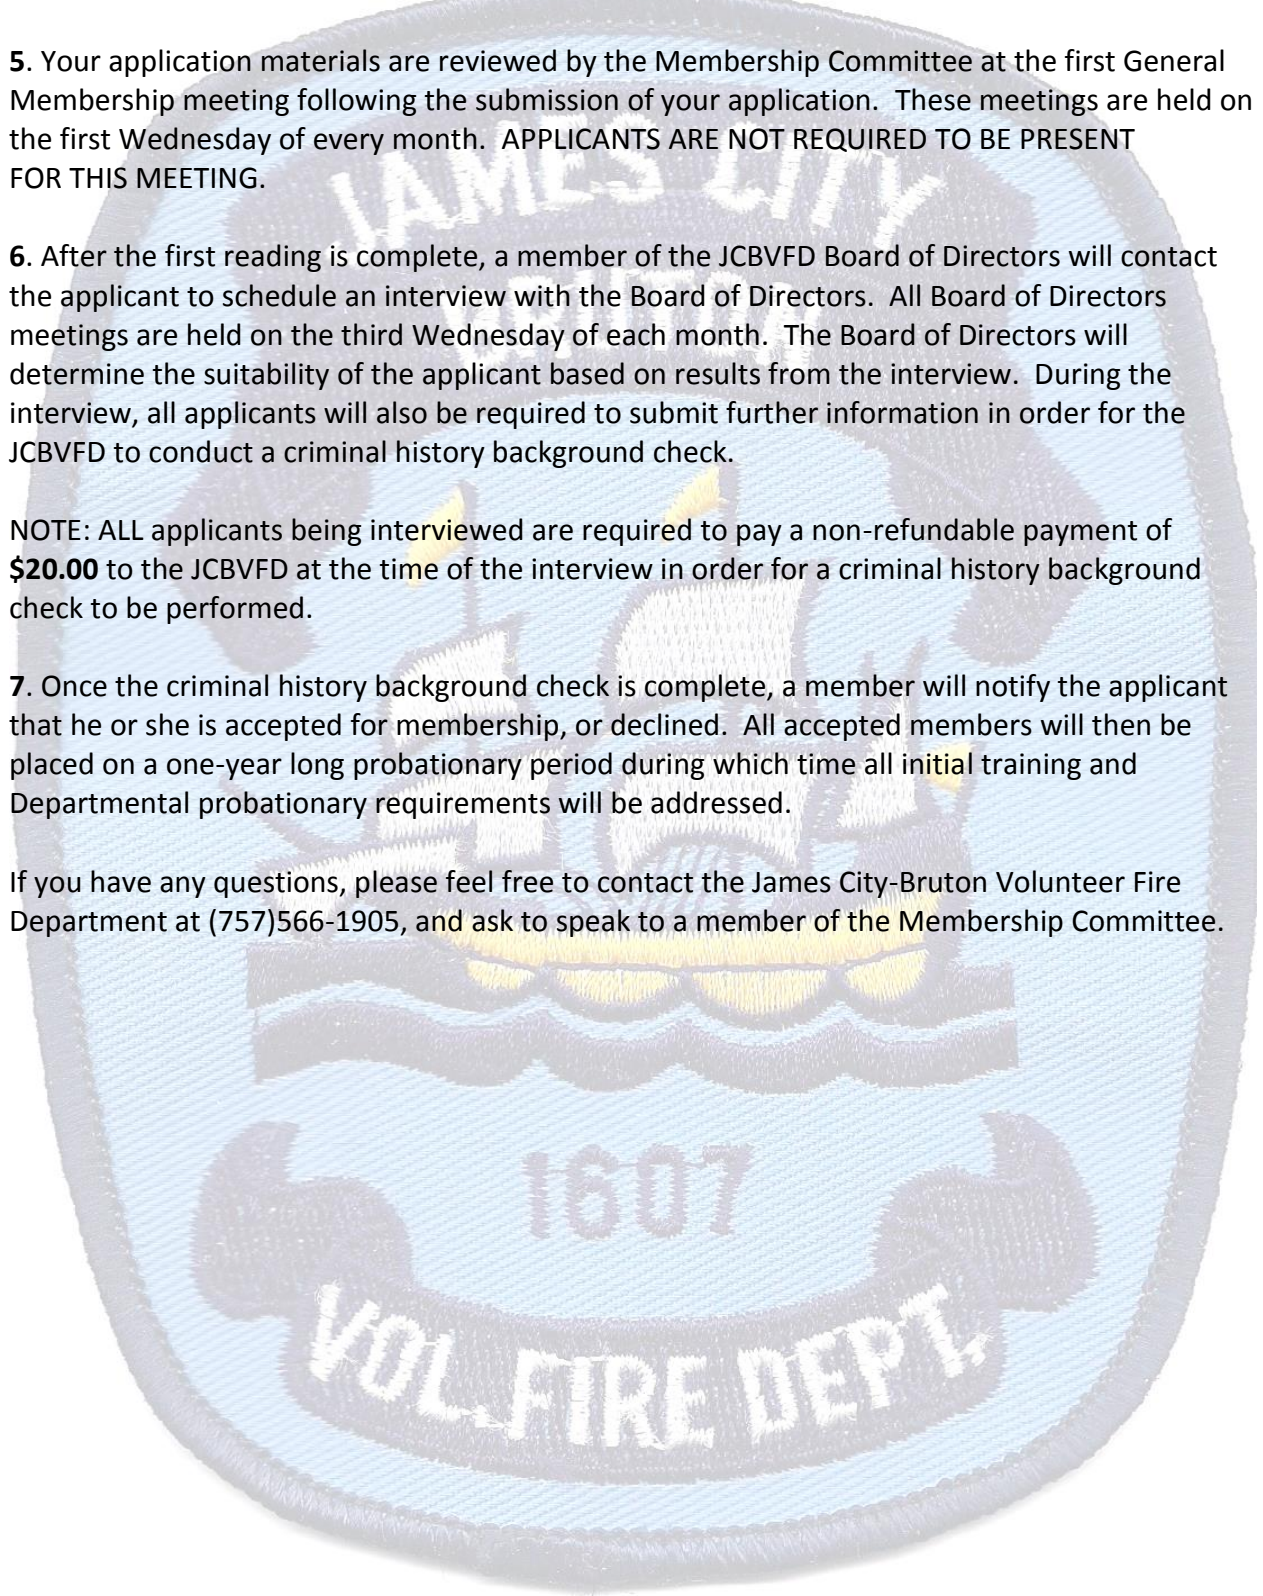 5. Your application materials are reviewed by the Membership Committee at the first General
Membership meeting following the submission of your application.  These meetings are held on
the first Wednesday of every month.  APPLICANTS ARE NOT REQUIRED TO BE PRESENT
FOR THIS MEETING.
6. After the first reading is complete, a member of the JCBVFD Board of Directors will contact
the applicant to schedule an interview with the Board of Directors.  All Board of Directors
meetings are held on the third Wednesday of each month.  The Board of Directors will
determine the suitability of the applicant based on results from the interview.  During the
interview, all applicants will also be required to submit further information in order for the
JCBVFD to conduct a criminal history background check.
NOTE: ALL applicants being interviewed are required to pay a non-refundable payment of
$20.00 to the JCBVFD at the time of the interview in order for a criminal history background
check to be performed.
7. Once the criminal history background check is complete, a member will notify the applicant
that he or she is accepted for membership, or declined.  All accepted members will then be
placed on a one-year long probationary period during which time all initial training and
Departmental probationary requirements will be addressed.
If you have any questions, please feel free to contact the James City-Bruton Volunteer Fire
Department at (757)566-1905, and ask to speak to a member of the Membership Committee.
JAMES CITY
BRUTON
1607
VOL. FIRE DEPT.